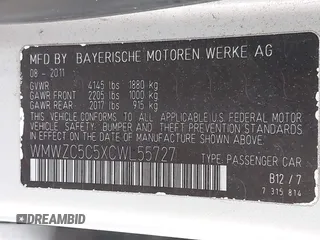 MFD BY BAYERISCHE MOTOREN WERKE AG
08 - 2011
GVWR 4145 lbs 1880 kg
GAWR FRONT 2205 lbs 1000 kg
GAWR REAR 2017 lbs 915 kg
THIS VEHICLE CONFORMS TO ALL APPLICABLE U.S. FEDERAL
MOTOR VEHICLE SAFETY, BUMPER, AND THEFT PREVENTION
STANDARDS IN EFFECT ON THE DATE OF MANUFACTURE
SHOWN ABOVE.
WMWZC5C5XCWL55727 TYPE: PASSENGER CAR
B12 / 7
7 315 814
DREAMBID